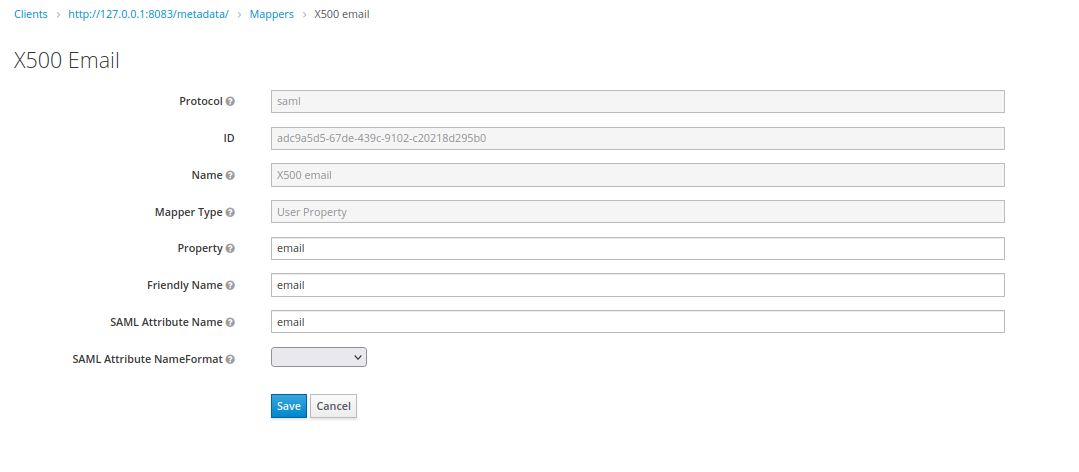 Clients > http://127.0.0.1:8083/metadata/ > Mappers > X500 email
X500 Email
Protocol saml
ID adc9a5d5-67de-439c-9102-c20218d295b0
Name X500 email
Mapper Type User Property
Property email
Friendly Name email
SAML Attribute Name email
SAML Attribute NameFormat
Save Cancel